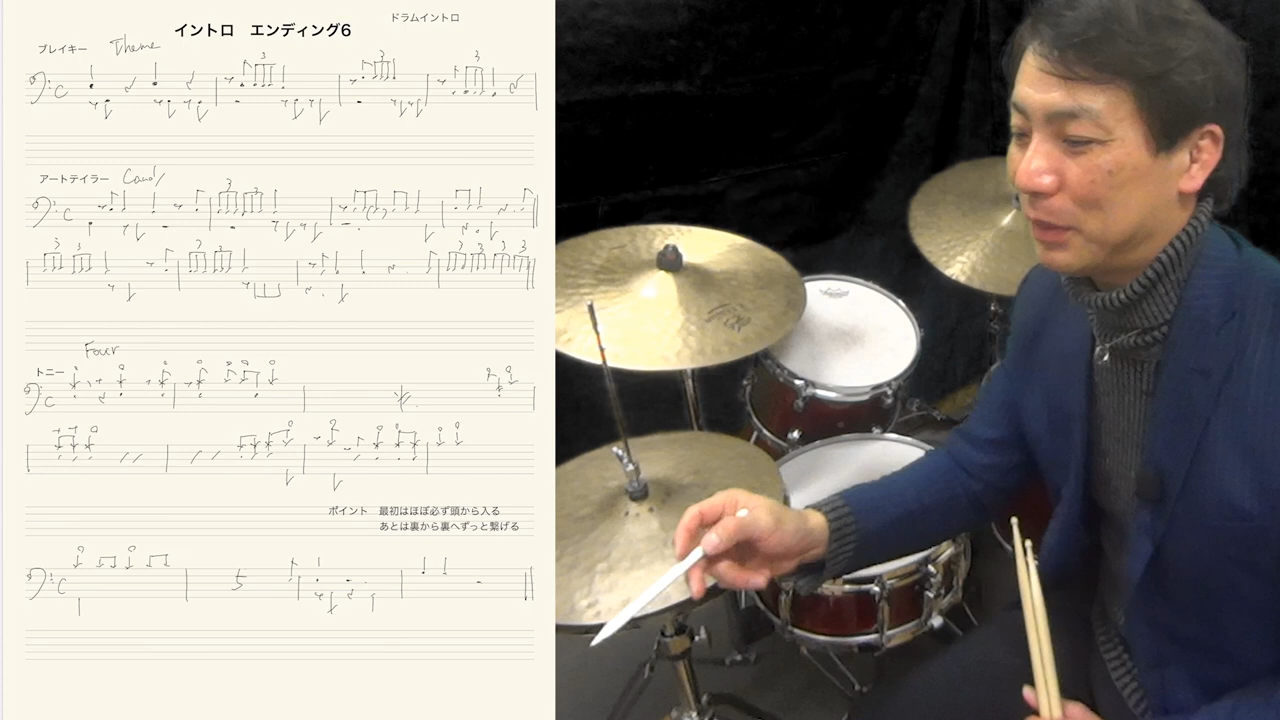 ドラムイントロ
イントロ　エンディング6
ブレイキー Theme
アートテイラー Candy
Four
トニー
ポイント　最初はほぼ必ず頭から入る
あとは裏から裏へずっと繋げる